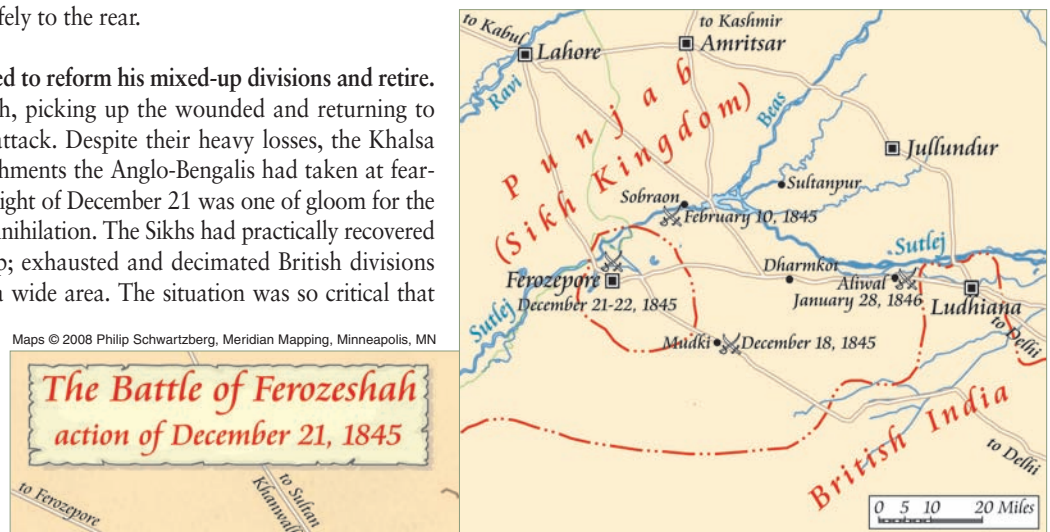 fely to the rear.
ed to reform his mixed-up divisions and retire.
h, picking up the wounded and returning to
attack. Despite their heavy losses, the Khalsa
hments the Anglo-Bengalis had taken at fear-
ight of December 21 was one of gloom for the
nnihilation. The Sikhs had practically recovered
p; exhausted and decimated British divisions
a wide area. The situation was so critical that
Maps © 2008 Philip Schwartzberg, Meridian Mapping, Minneapolis, MN
The Battle of Ferozeshah
action of December 21, 1845
to Ferozepore
to Sultan
Khanwalla
to Kabul
Lahore
to Kashmir
Amritsar
Ravi
Punjab
(Sikh Kingdom)
Beas
Jullundur
Sultanpur
Sobraon
February 10, 1845
Sutlej
Ferozepore
December 21-22, 1845
Dharmkot
Aliwal
January 28, 1846
Ludhiana
to Delhi
Sutlej
Mudki
December 18, 1845
British India
to Delhi
0 5 10 20 Miles